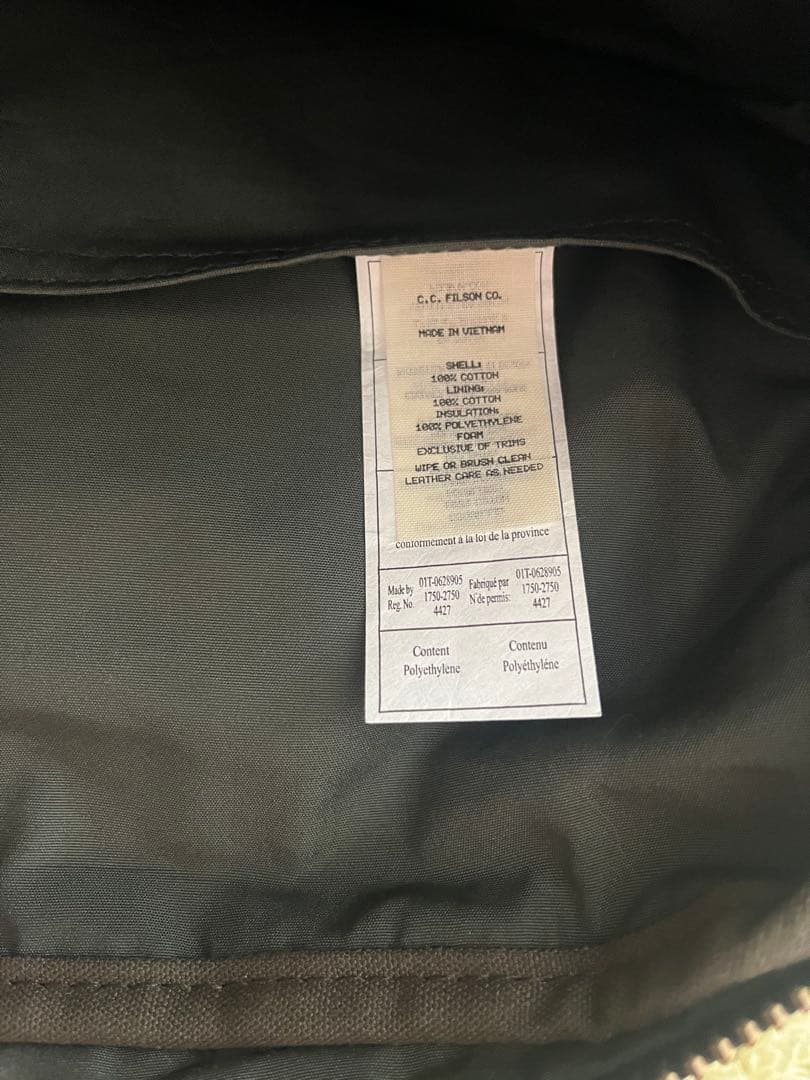 C.C. FILSON CO.
MADE IN VIETNAM
SHELL:
100% COTTON
LINING:
100% COTTON
INSULATION:
100% POLYETHYLENE
FOAM
EXCLUSIVE OF TRIMS
WIPE OR BRUSH CLEAN
LEATHER CARE AS NEEDED
conformement à la loi de la province
Made by 01T-0628905 Fabriqué par 01T-0628905
Reg. No. 1750-2750 N'de permis: 1750-2750
4427 4427
Content Contenu
Polyethylene Polyéthyléne